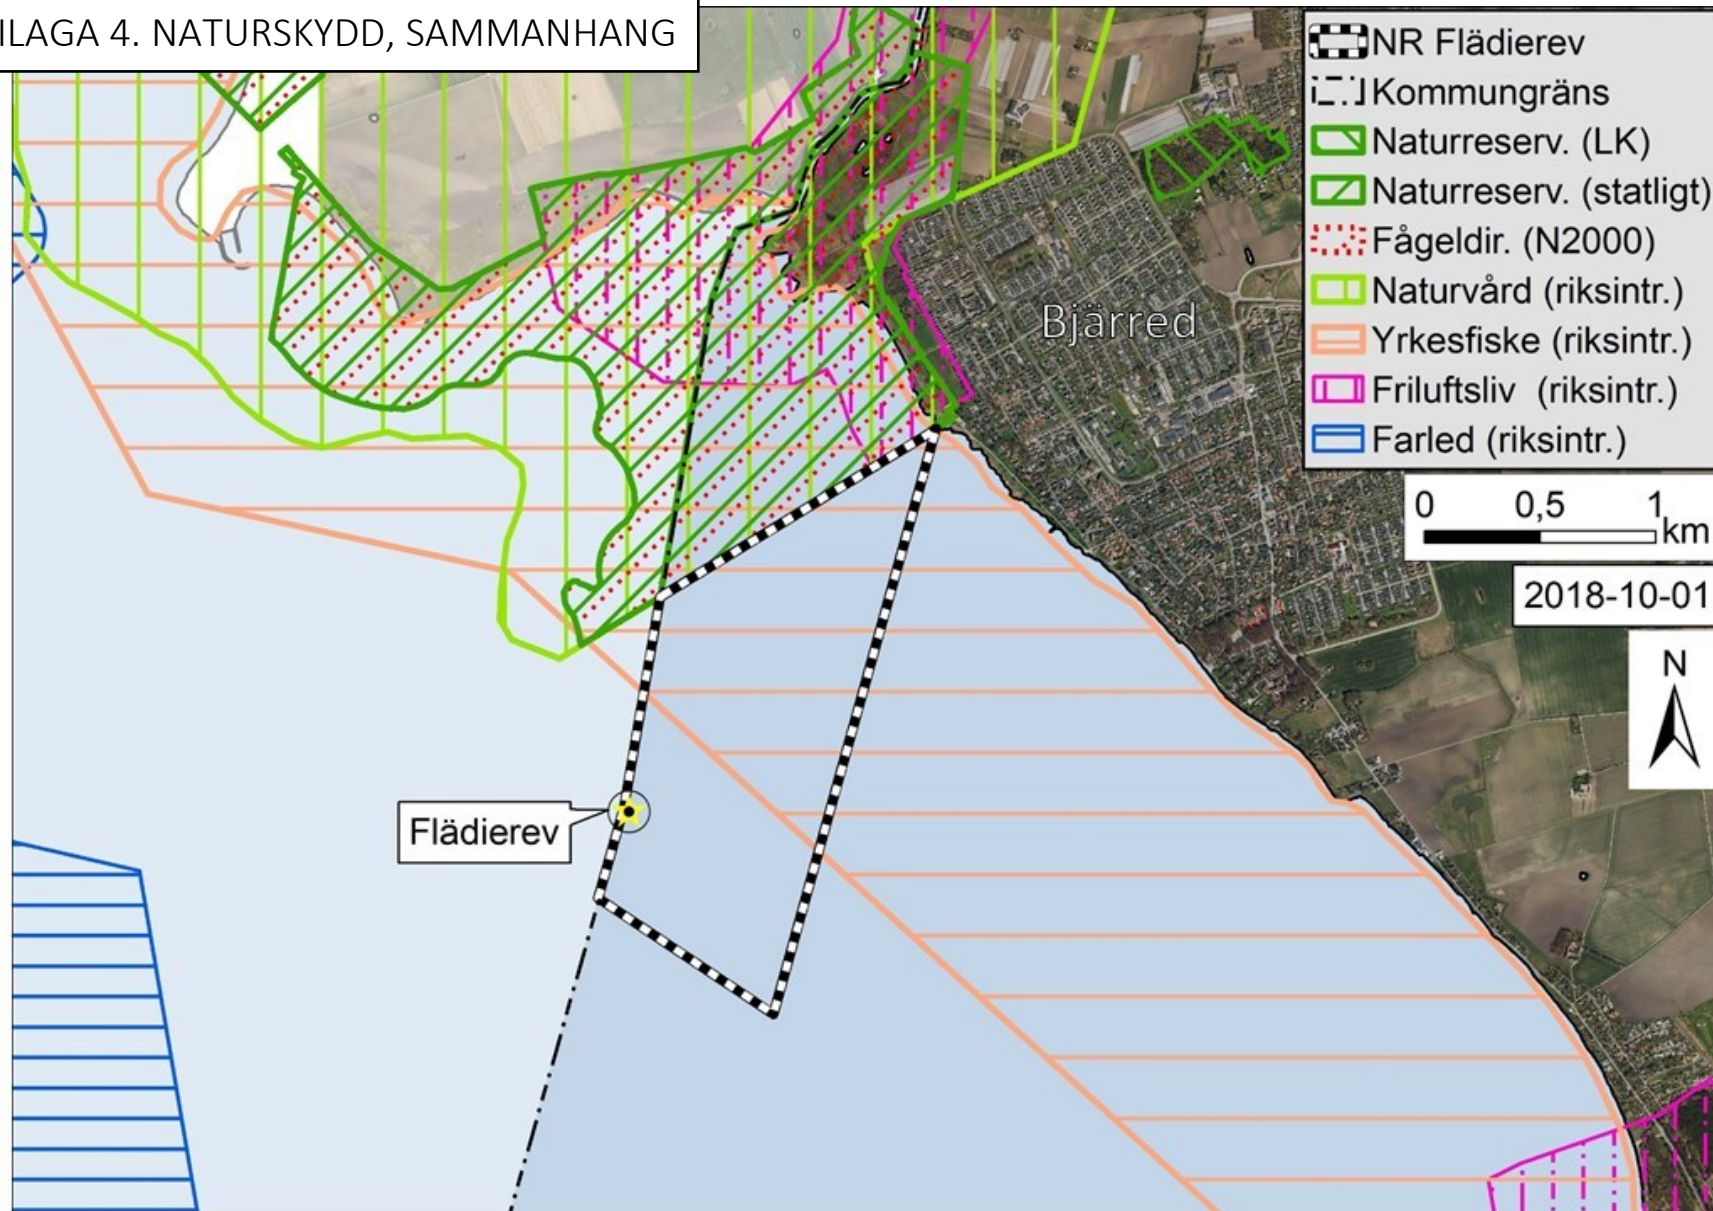 ILAGA 4. NATURSKYDD, SAMMANHANG
NR Flädierev
Kommungräns
Naturreserv. (LK)
Naturreserv. (statligt)
Fågeldir. (N2000)
Naturvård (riksintr.)
Yrkesfiske (riksintr.)
Friluftsliv (riksintr.)
Farled (riksintr.)
Bjärred
0 0,5 1
km
2018-10-01
N
Flädierev